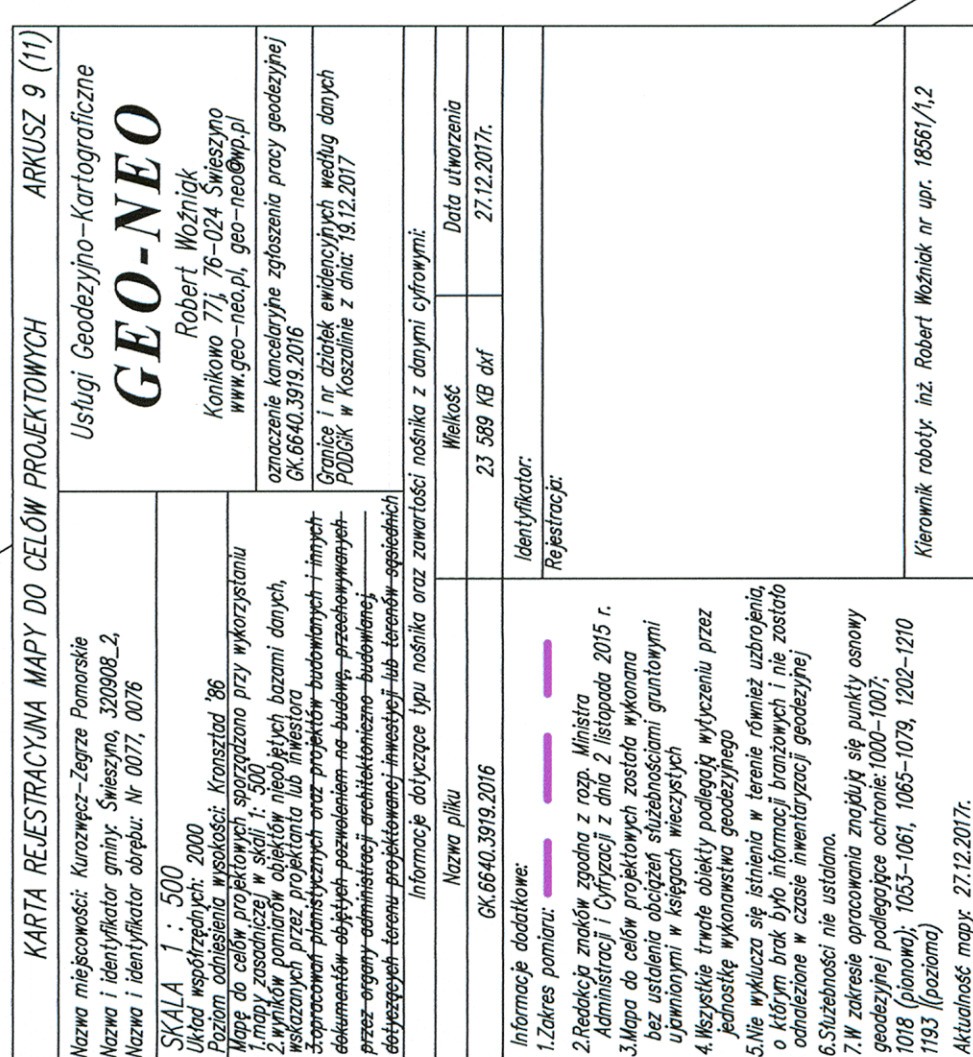 KARTA REJESTRACYJNA MAPY DO CELÓW PROJEKTOWYCH ARKUSZ 9 (11)
Nazwa miejscowości: Kurozwęcz-Zegrze Pomorskie
Nazwa i identyfikator gminy: Świeszyno, 320908_2,
Nazwa i identyfikator obrębu: Nr 0077, 0076
SKALA 1 : 500
Układ współrzędnych: 2000
Poziom odniesienia wysokości: Kronsztad '86
Mapę do celów projektowych sporządzono przy wykorzystaniu
1.mapy zasadniczej w skali 1: 500
2.wyników pomiarów obiektów nieobjętych bazami danych,
wskazanych przez projektanta lub inwestora
3.opracowań planistycznych oraz projektów budowlanych i innych
dokumentów objętych pozwoleniem na budowę, przechowywanych
przez organy administracji architektoniczno budowlanej,
dotyczących terenu projektowanej inwestycji lub terenów sąsiednich
Usługi Geodezyjno-Kartograficzne
GEO-NEO
Robert Woźniak
Konikowo 77j, 76-024 Świeszyno
www.geo-neo.pl, geo-neo@wp.pl
oznaczenie kancelaryjne zgłoszenia pracy geodezyjnej
GK.6640.3919.2016
Granice i nr działek ewidencyjnych według danych
PODGiK w Koszalinie z dnia: 19.12.2017
Informacje dotyczące typu nośnika oraz zawartości nośnika z danymi cyfrowymi:
Nazwa pliku Wielkość Data utworzenia
GK.6640.3919.2016 23 589 KB dxf 27.12.2017r.
Informacje dodatkowe:
1.Zakres pomiaru:
2.Redakcja znaków zgodna z rozp. Ministra
Administracji i Cyfryzacji z dnia 2 listopada 2015 r.
3.Mapa do celów projektowych została wykonana
bez ustalenia obciążeń służebnościami gruntowymi
ujawnionymi w księgach wieczystych
4.Wszystkie trwałe obiekty podlegają wytyczeniu przez
jednostkę wykonawstwa geodezyjnego
5.Nie wyklucza się istnienia w terenie również uzbrojenia,
o którym brak było informacji branżowych i nie zostało
odnalezione w czasie inwentaryzacji geodezyjnej
6.Służebności nie ustalano.
7.W zakresie opracowania znajdują się punkty osnowy
geodezyjnej podlegające ochronie:1000-1007;
1018 (pionowa); 1053-1061, 1065-1079, 1202-1210
1193 ((pozioma)
Aktualność mapy: 27.12.2017r.
Identyfikator:
Rejestracja:
Kierownik roboty: inż. Robert Woźniak nr upr. 18561/1,2